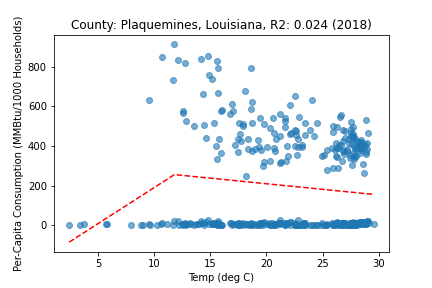 County: Plaquemines, Louisiana, R2: 0.024 (2018)
Per-Capita Consumption (MMBtu/1000 Households)
800
600
400
200
0
5 10 15 20 25 30
Temp (deg C)